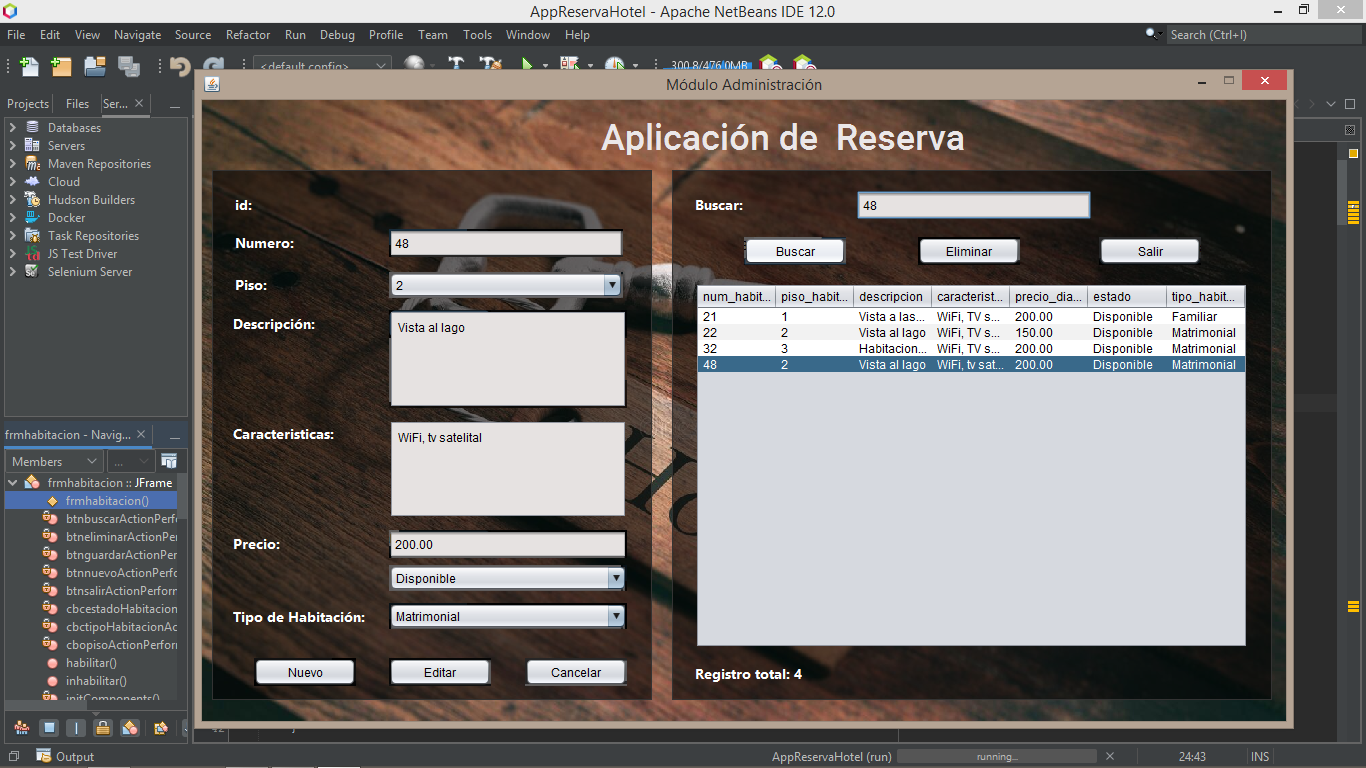 AppReservaHotel - Apache NetBeans IDE 12.0
File Edit View Navigate Source Refactor Run Debug Profile Team Tools Window Help
Search (Ctrl+I)
<default config>
300.8/476.0MB
Módulo Administración
Projects Files Ser...
Databases
Servers
Maven Repositories
Cloud
Hudson Builders
Docker
Task Repositories
JS Test Driver
Selenium Server
frmhabitacion - Navig...
Members
...
frmhabitacion :: JFrame
frmhabitacion()
btnbuscarActionPerfo
btneliminarActionPer
btnguardarActionPer
btnnuevoActionPerfo
btnsalirActionPerform
cbcestadoHabitacion
cbctipoHabitacionAc
cbopisoActionPerform
habilitar()
inhabilitar()
initComponents()
Aplicación de Reserva
id:
Numero: 48
Piso: 2
Descripción: Vista al lago
Caracteristicas: WiFi, tv satelital
Precio: 200.00
Disponible
Tipo de Habitación: Matrimonial
Nuevo Editar Cancelar
Buscar: 48
Buscar Eliminar Salir
num_habit... piso_habit... descripcion caracterist... precio_dia... estado tipo_habit...
21 1 Vista a las... WiFi, TV s... 200.00 Disponible Familiar
22 2 Vista al lago WiFi, TV s... 150.00 Disponible Matrimonial
32 3 Habitacion... WiFi, TV s... 200.00 Disponible Matrimonial
48 2 Vista al lago WiFi, tv sat... 200.00 Disponible Matrimonial
Registro total: 4
42
Output
AppReservaHotel (run) running... 24:43 INS